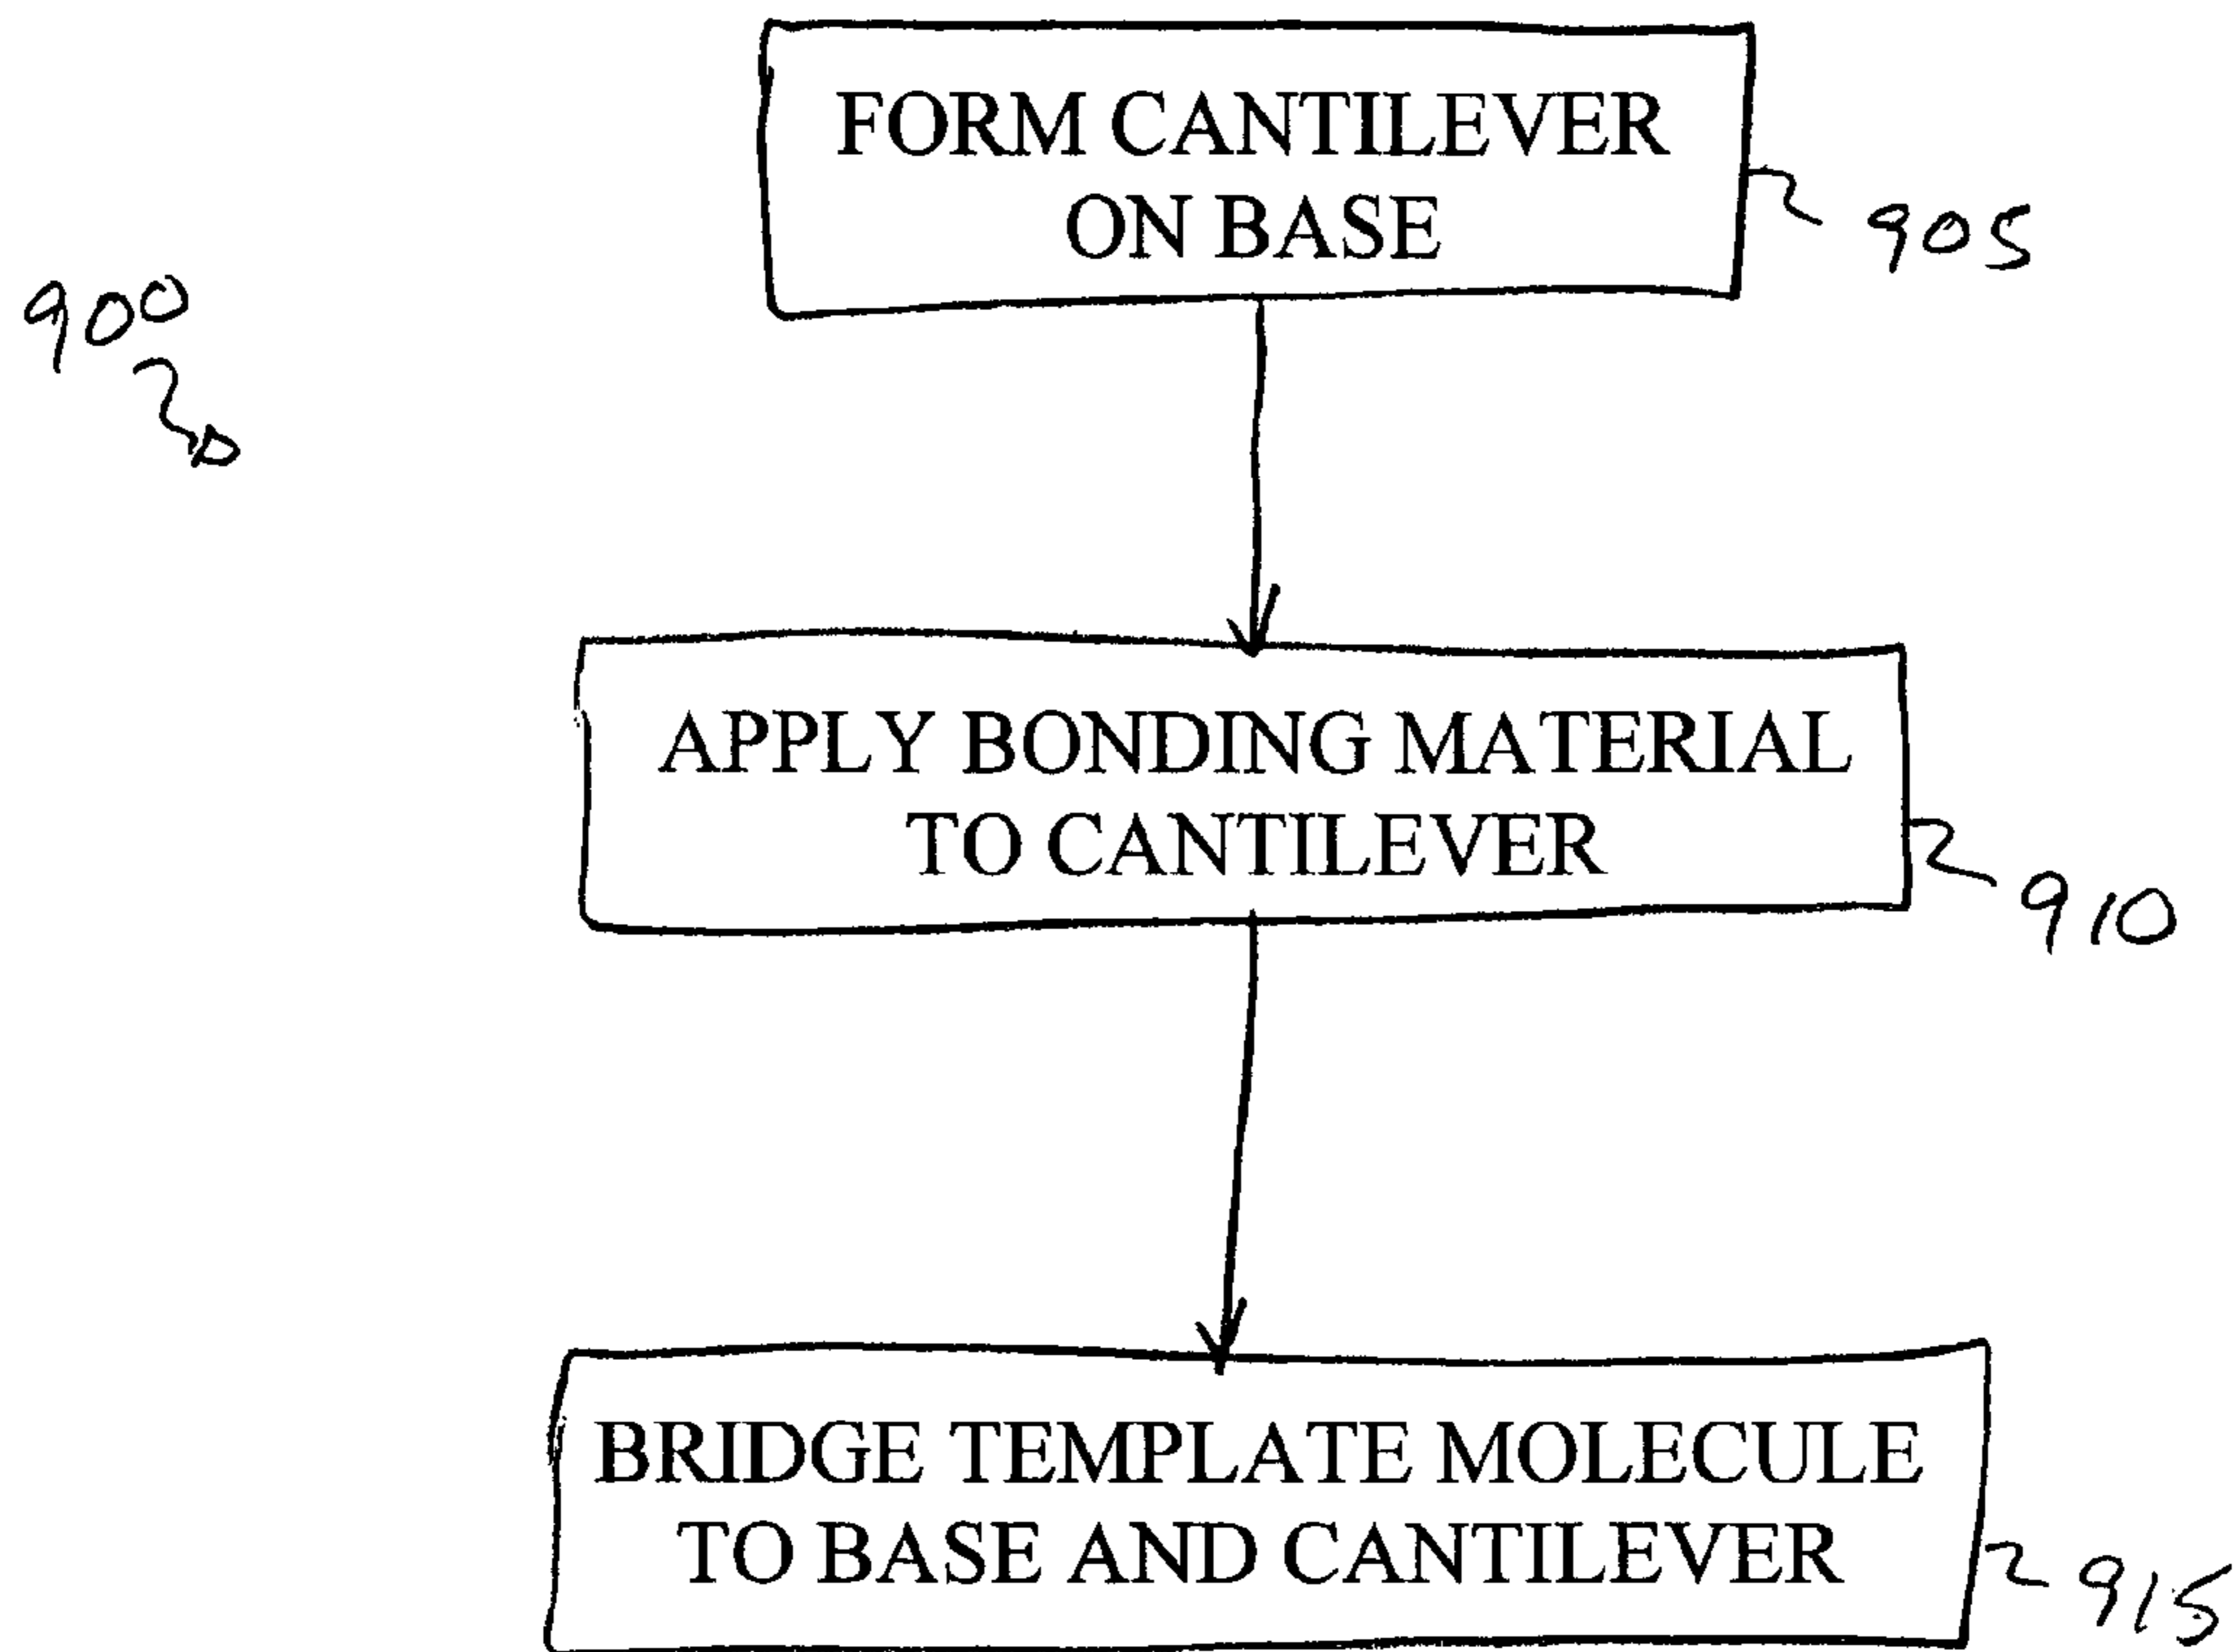 FORM CANTILEVER
ON BASE
905
900
APPLY BONDING MATERIAL
TO CANTILEVER
910
BRIDGE TEMPLATE MOLECULE
TO BASE AND CANTILEVER
915